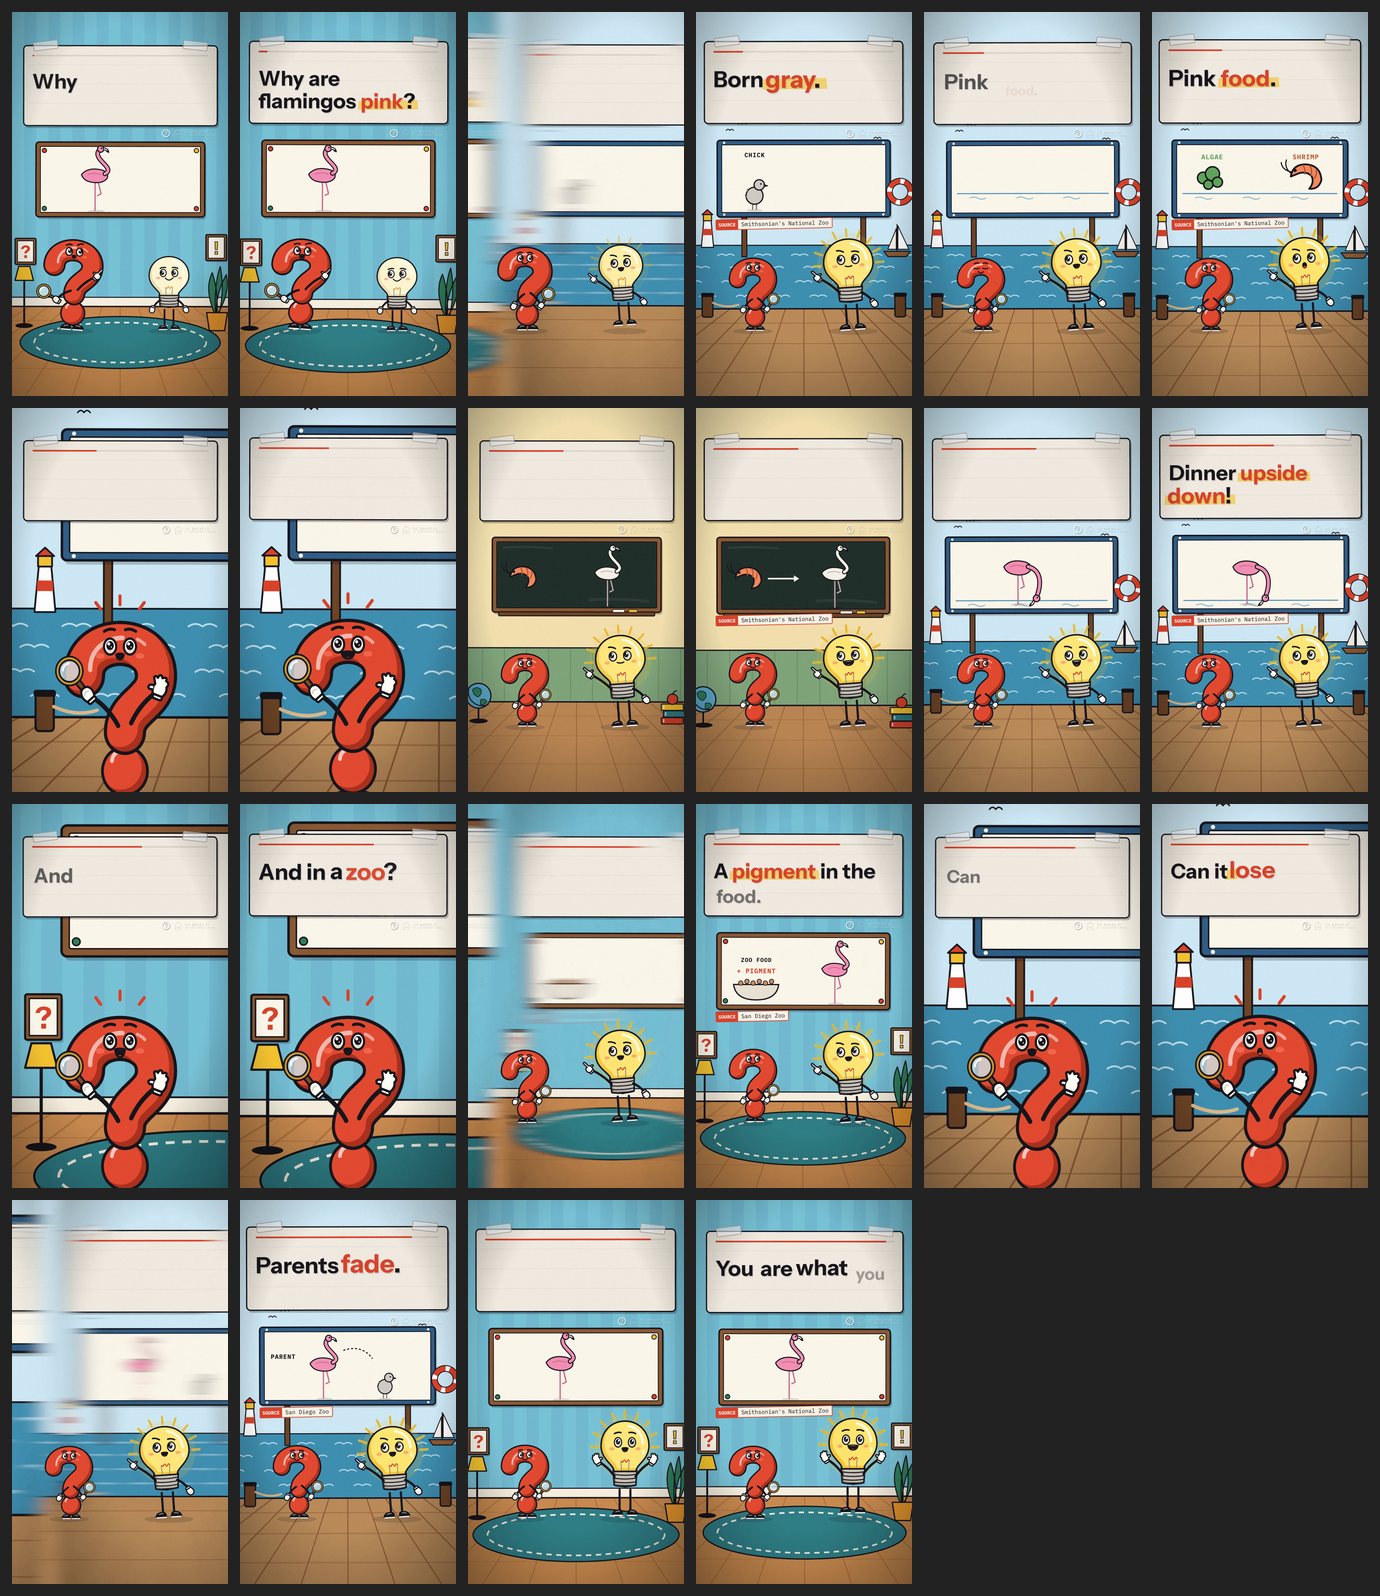 Why
?
!
Why are
flamingos pink?
?
!
Born gray.
CHICK
SOURCE Smithsonian's National Zoo
Pink
food.
Pink food.
ALGAE
SHRIMP
SOURCE Smithsonian's National Zoo
SOURCE Smithsonian's National Zoo
Dinner upside
down!
SOURCE Smithsonian's National Zoo
And
?
And in a zoo?
?
A pigment in the
food.
ZOO FOOD
+ PIGMENT
SOURCE San Diego Zoo
?
!
Can
Can it lose
Parents fade.
PARENT
SOURCE San Diego Zoo
?
!
You are what you
SOURCE Smithsonian's National Zoo
?
!